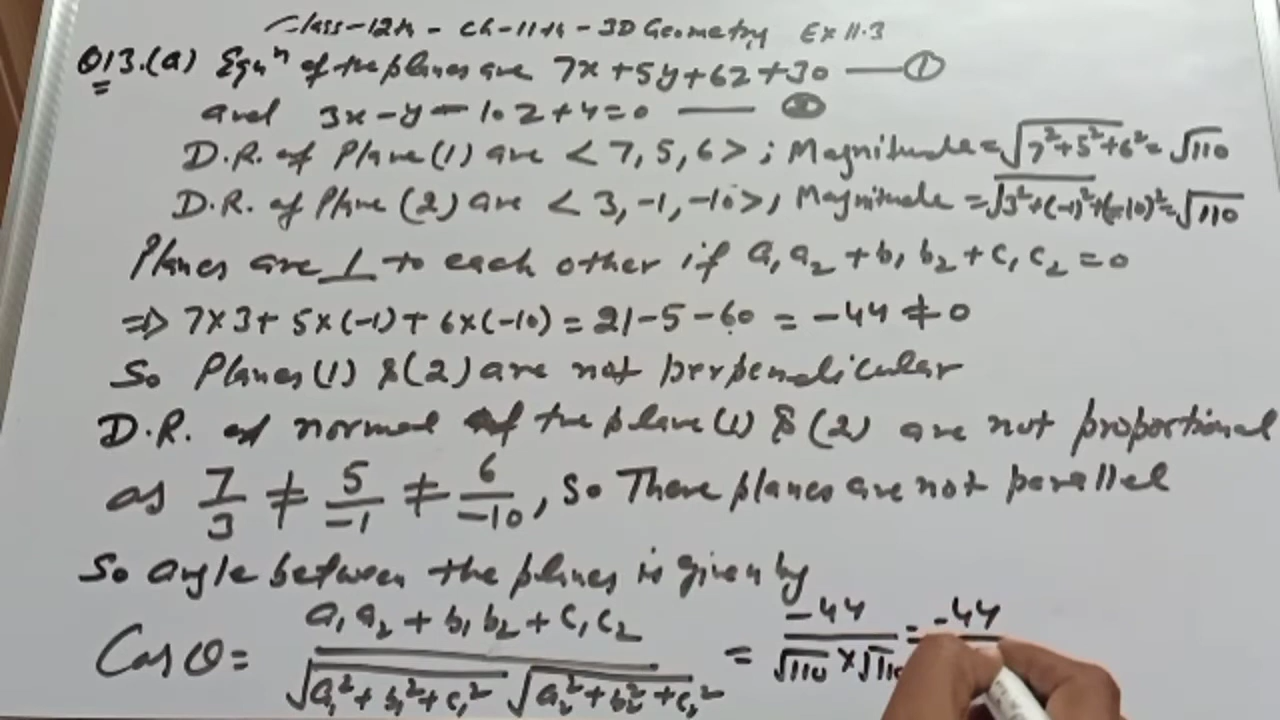 Class-12th - Ch-11th - 3D Geometry Ex 11.3
Q13.(a) Equⁿ of the planes are 7x+5y+6z+30 — ①
and 3x-y-10z+4=0 —
D.R. of Plane(1) are <7,5,6>; Magnitude=√7²+5²+6²=√110
D.R. of Plane (2) are <3,-1,-10>, Magnitude=√3²+(-1)²+(-10)²=√110
Planes are ⊥ to each other if a₁a₂+b₁b₂+c₁c₂=0
⇒ 7×3+5×(-1)+6×(-10)=21-5-60=-44≠0
So Planes(1) &(2) are not perpendicular
D.R. of normal of the plane(1) &(2) are not proportional
as 7/3 ≠ 5/-1 ≠ 6/-10, So These planes are not parallel
So angle between the planes is given by
Cosθ= a₁a₂+b₁b₂+c₁c₂ / √a₁²+b₁²+c₁² √a₂²+b₂²+c₂² = -44/√110×√110 = -44